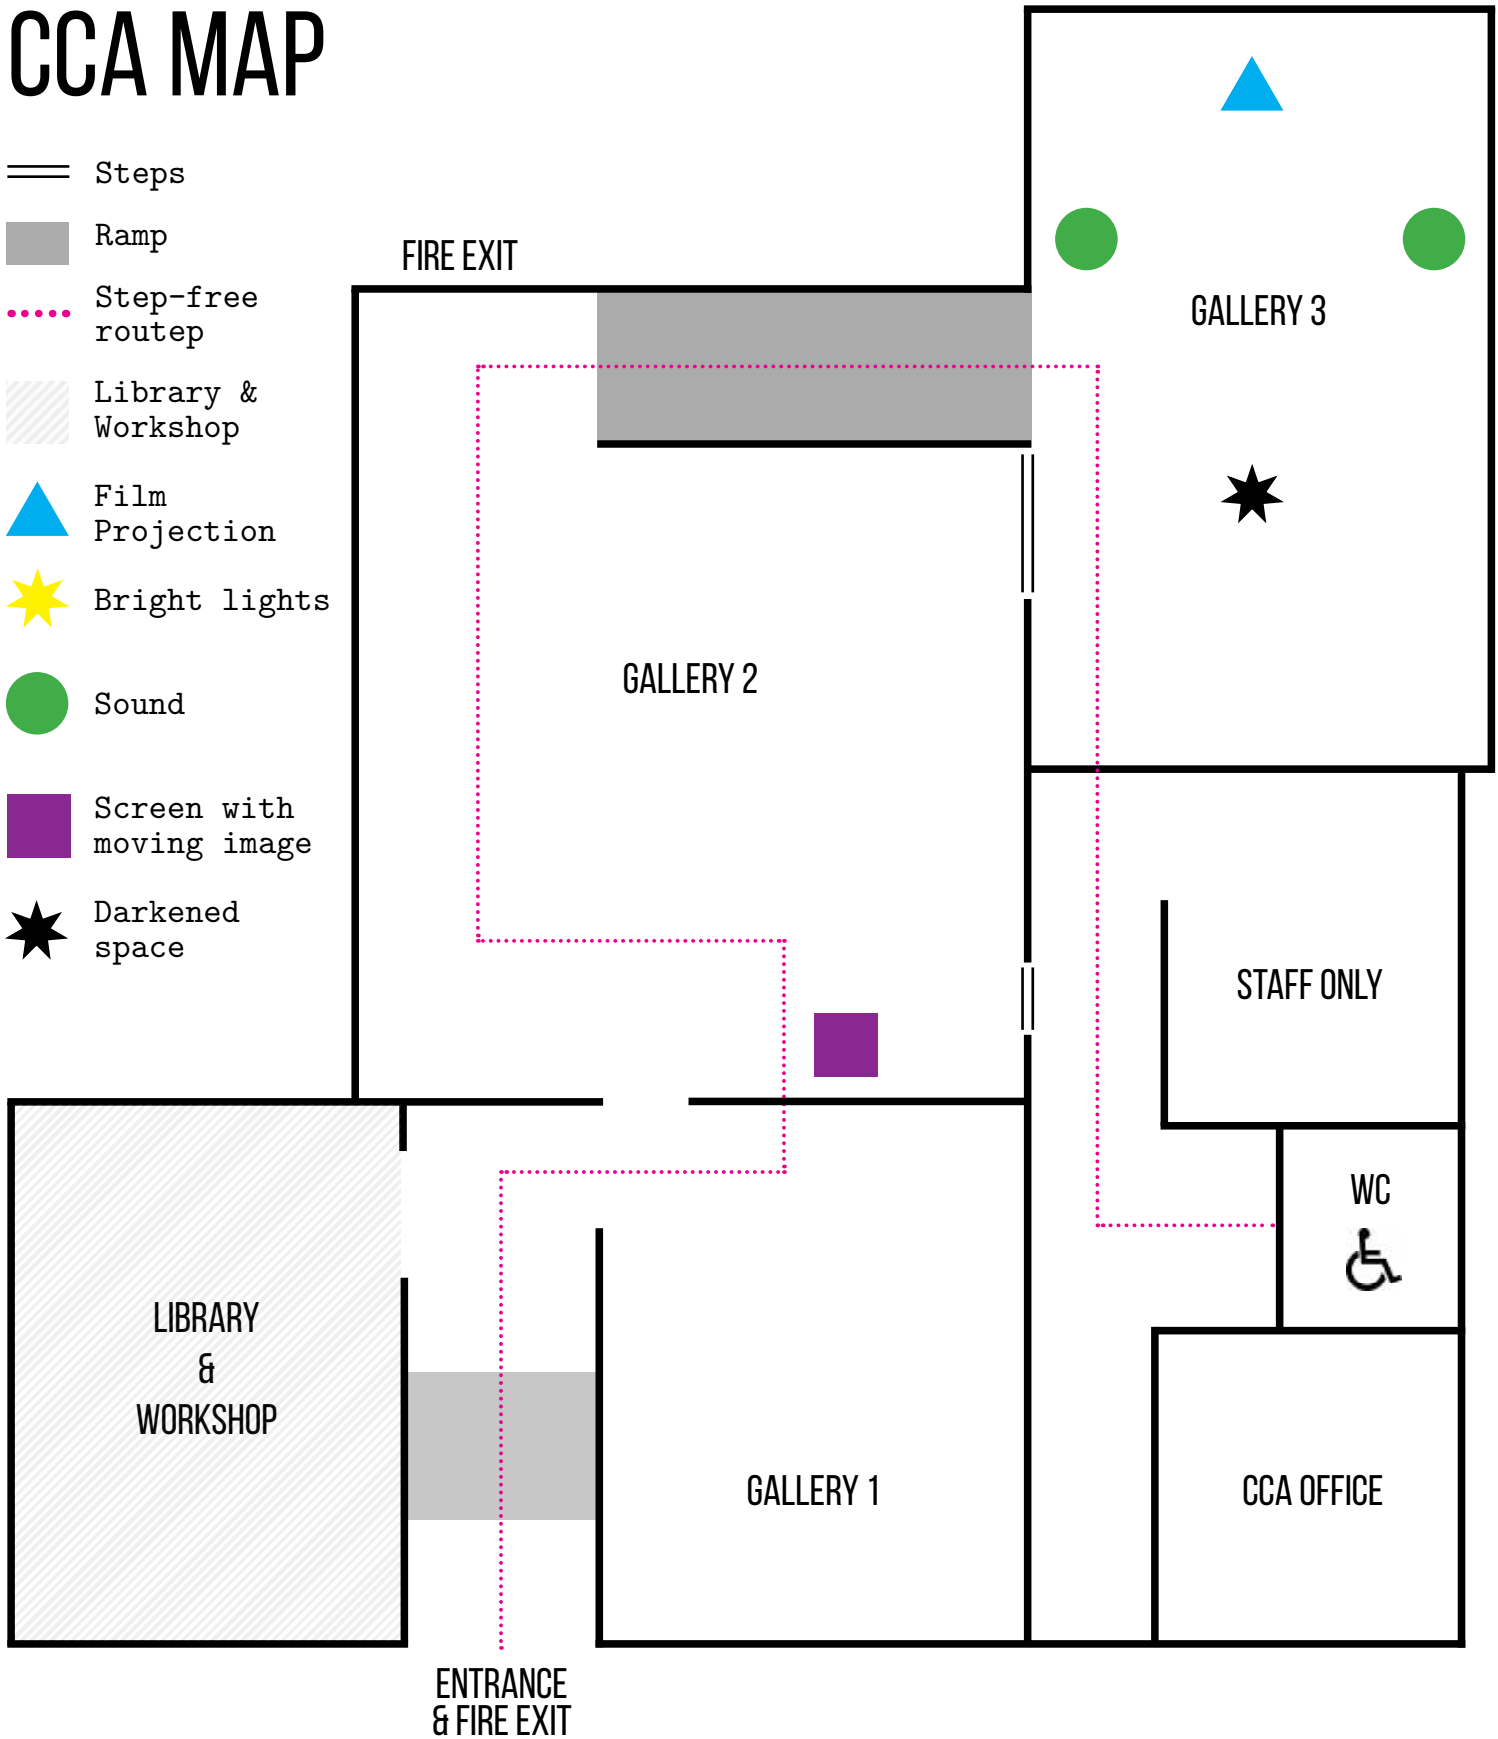 CCA MAP
Steps
Ramp
Step-free
routep
Library &
Workshop
Film
Projection
Bright lights
Sound
Screen with
moving image
Darkened
space
FIRE EXIT
GALLERY 3
GALLERY 2
STAFF ONLY
WC
LIBRARY
&
WORKSHOP
GALLERY 1
CCA OFFICE
ENTRANCE
& FIRE EXIT